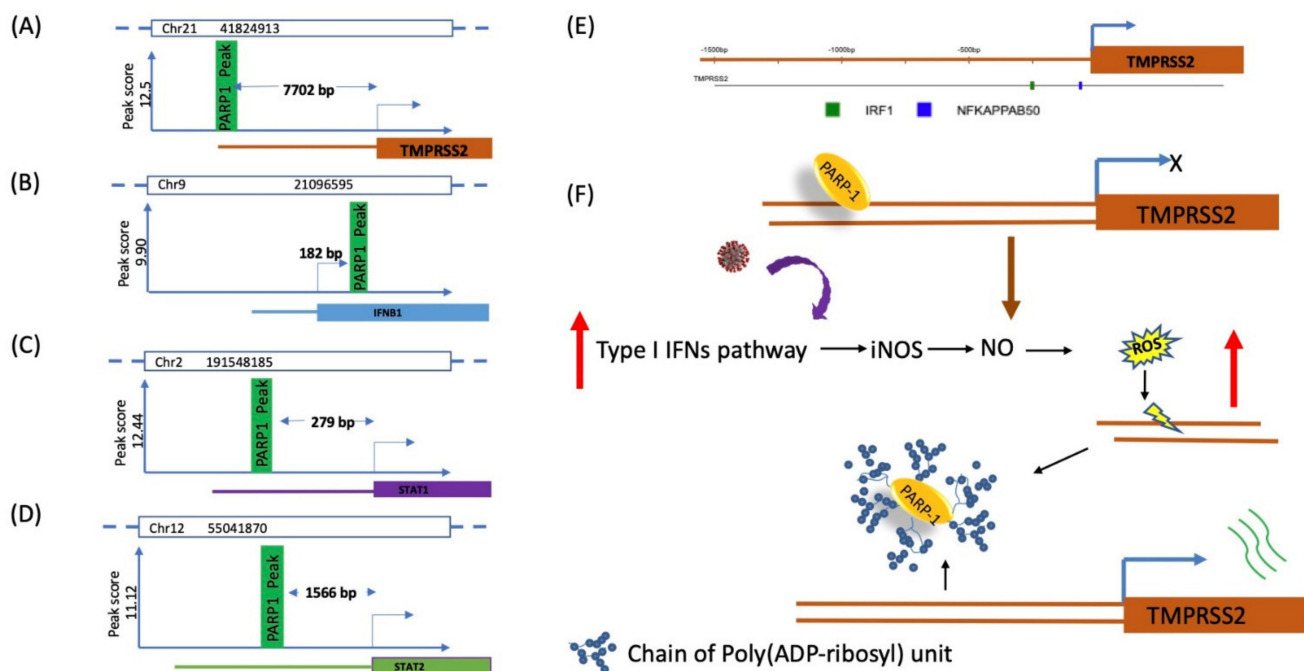 (A)
Chr21 41824913
Peak score
12.5
PARP1 Peak
7702 bp
TMPRSS2
(B)
Chr9 21096595
Peak score
9.90
182 bp
PARP1 Peak
IFNB1
(C)
Chr2 191548185
Peak score
12.44
PARP1 Peak
279 bp
STAT1
(D)
Chr12 55041870
Peak score
11.12
PARP1 Peak
1566 bp
STAT2
(E)
-1500bp -1000bp -500bp
TMPRSS2
TMPRSS2
IRF1 NFKAPPAB50
(F)
PARP-1
X
TMPRSS2
Type I IFNs pathway iNOS NO ROS
PARP-1
TMPRSS2
Chain of Poly(ADP-ribosyl) unit